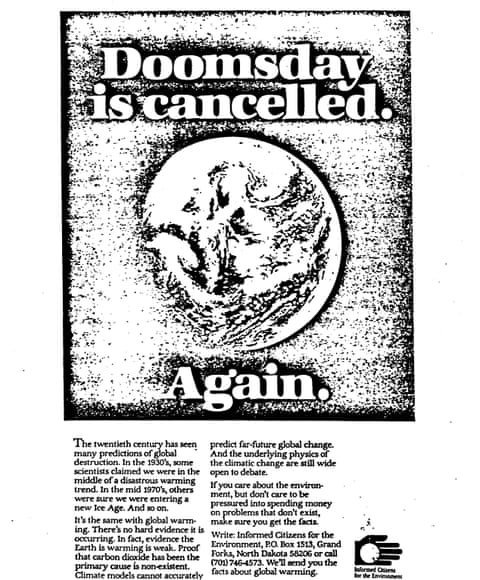 Doomsday
is cancelled.
Again.
The twentieth century has seen
many predictions of global
destruction. In the 1930's, some
scientists claimed we were in the
middle of a disastrous warming
trend. In the mid 1970's, others
were sure we were entering a
new Ice Age. And so on.
It's the same with global warm-
ing. There's no hard evidence it is
occurring. In fact, evidence the
Earth is warming is weak. Proof
that carbon dioxide has been the
primary cause is non-existent.
Climate models cannot accurately
predict far-future global change.
And the underlying physics of
the climatic change are still wide
open to debate.
If you care about the environ-
ment, but don't care to be
pressured into spending money
on problems that don't exist,
make sure you get the facts.
Write: Informed Citizens for the
Environment, P.O. Box 1513, Grand
Forks, North Dakota 58206 or call
(701) 746-4573. We'll send you the
facts about global warming.
Informed Citizens
for the Environment